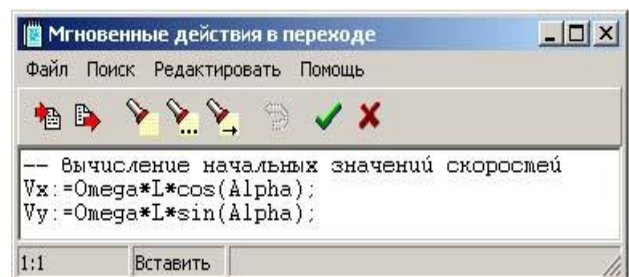 Мгновенные действия в переходе
Файл Поиск Редактировать Помощь
-- Вычисление начальных значений скоростей
Vx:=Omega*L*cos(Alpha);
Vy:=Omega*L*sin(Alpha);
1:1 Вставить